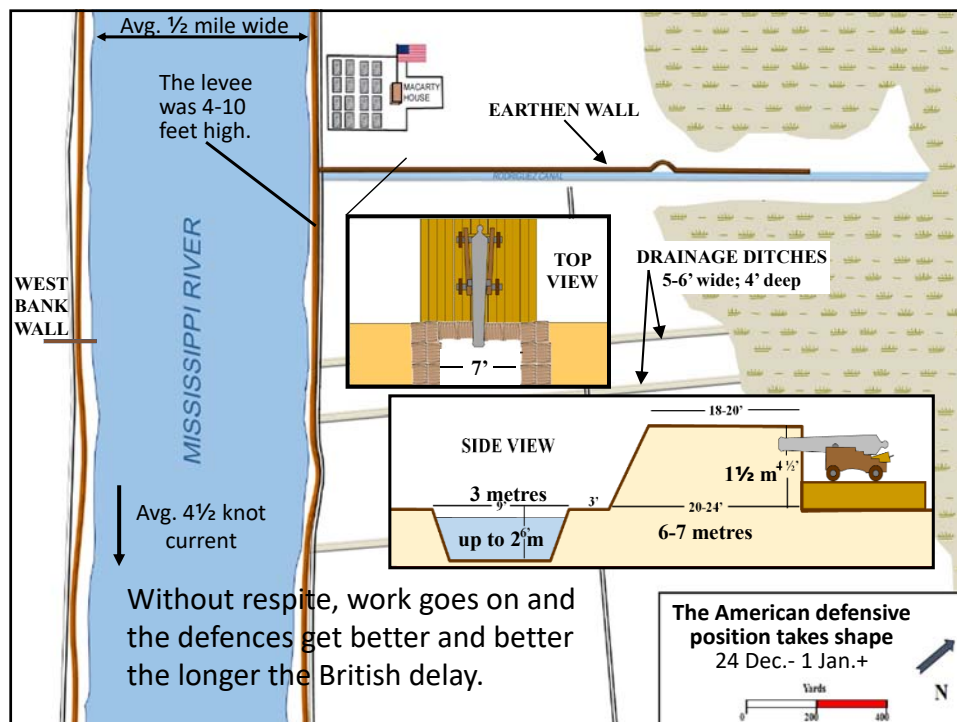 Avg. ½ mile wide
The levee
was 4-10
feet high.
MACARTY
HOUSE
EARTHEN WALL
RODRIGUEZ CANAL
WEST
BANK
WALL
MISSISSIPPI RIVER
TOP
VIEW
7'
DRAINAGE DITCHES
5-6' wide; 4' deep
SIDE VIEW
18-20'
1½ m
4 ½'
3 metres
9'
3'
20-24'
up to 2 m
6'
6-7 metres
Avg. 4½ knot
current
Without respite, work goes on and
the defences get better and better
the longer the British delay.
The American defensive
position takes shape
24 Dec.- 1 Jan.+
N
Yards
0 200 400